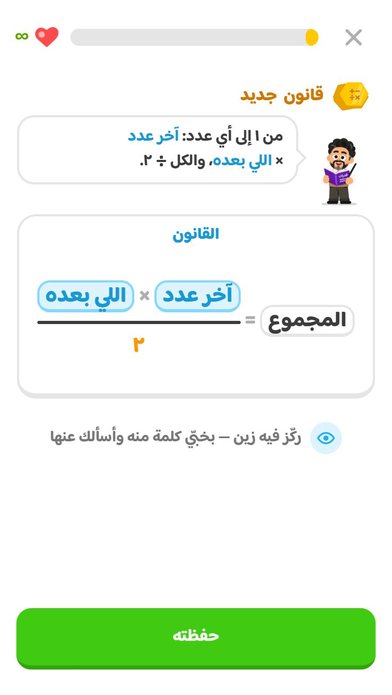 ∞
قانون جديد
من ١ إلى أي عدد: آخر عدد
× اللي بعده، والكل ÷ ٢.
القانون
المجموع = آخر عدد × اللي بعده
٢
ركّز فيه زين – بخبّي كلمة منه وأسألك عنها
حفظته